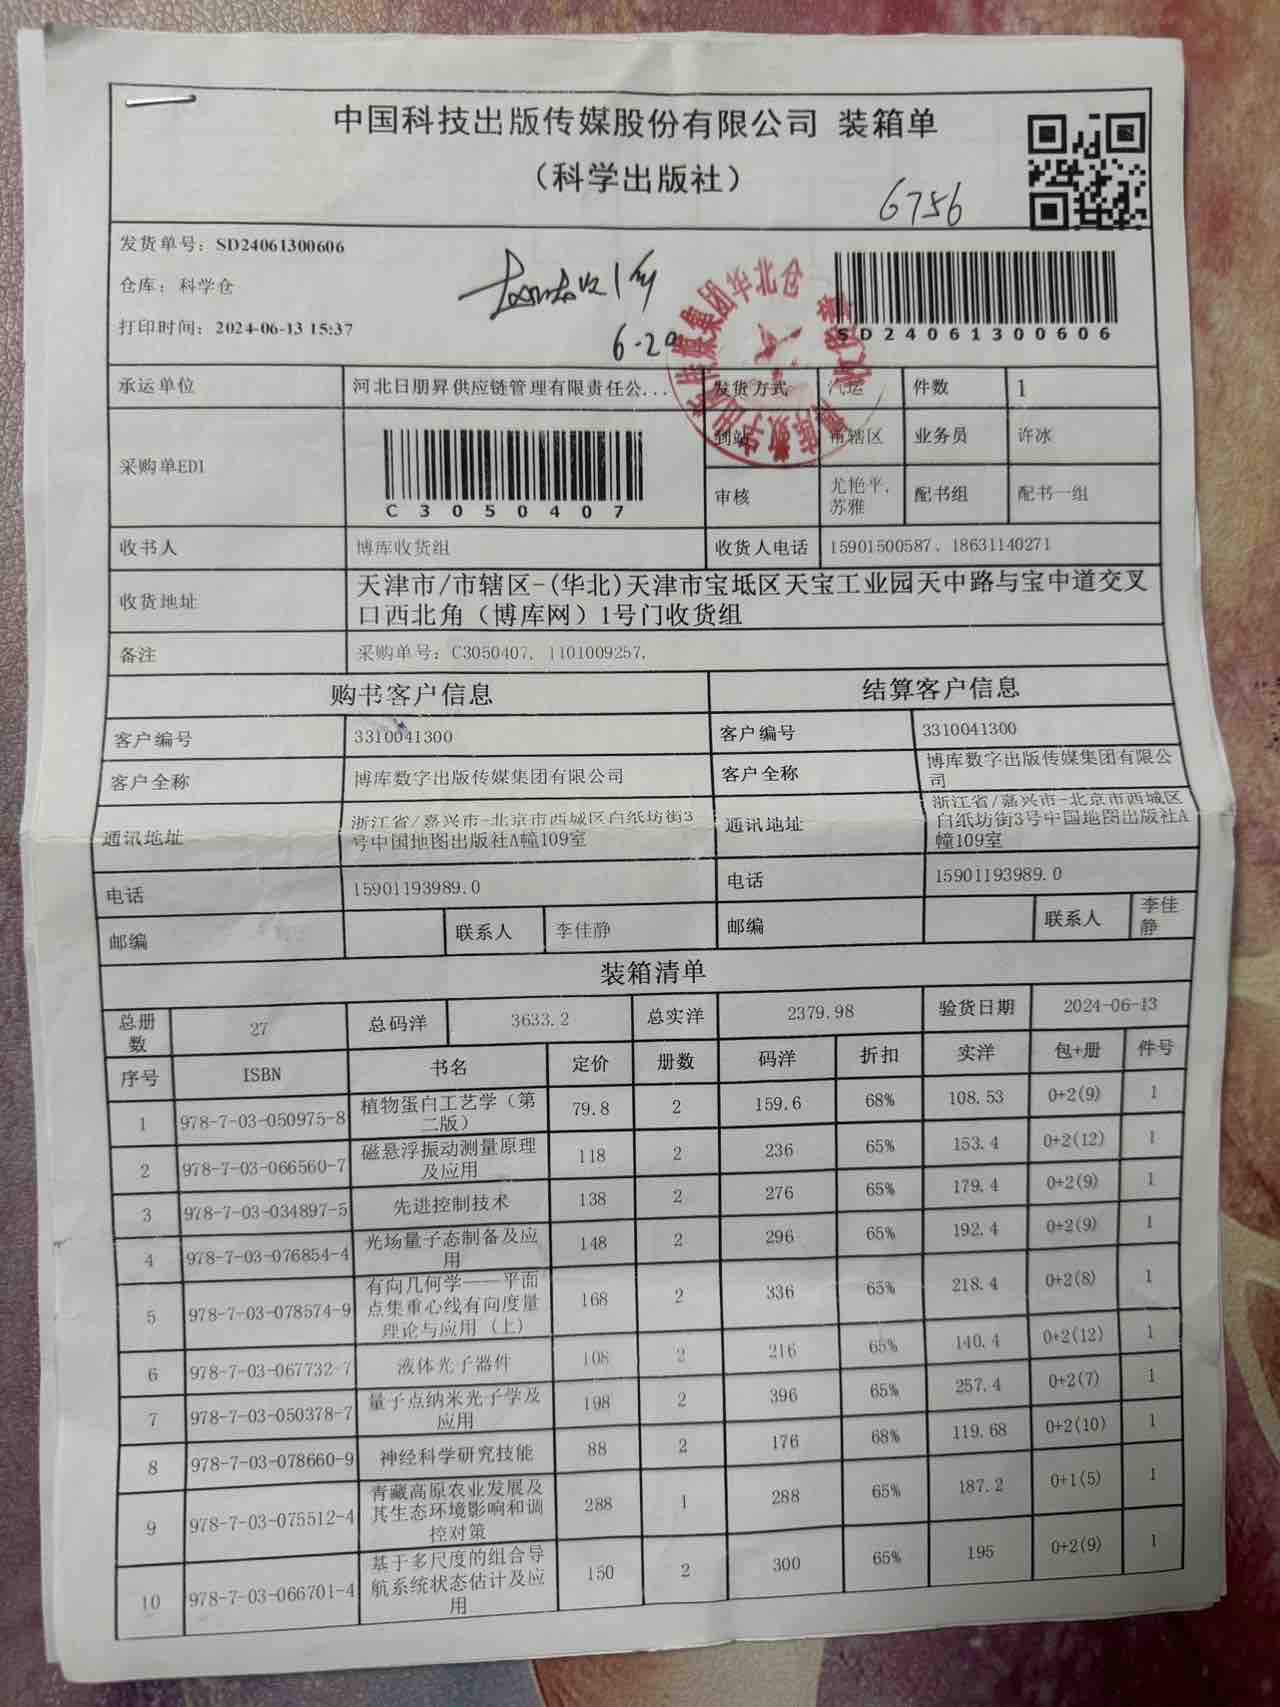 中国科技出版传媒股份有限公司 装箱单
（科学出版社）
6756
发货单号：SD24061300606
仓库：科学仓
打印时间：2024-06-13 15:37
6.20
SD24061300606
承运单位 河北日朋昇供应链管理有限责任公... 发货方式 汽运 件数 1
采购单EDI C3050407 到站 市辖区 业务员 许冰
审核 尤艳平,苏雅 配书组 配书一组
收书人 博库收货组 收货人电话 15901500587、18631140271
收货地址 天津市/市辖区-(华北)天津市宝坻区天宝工业园天中路与宝中道交叉
口西北角（博库网）1号门收货组
备注 采购单号：C3050407, 1101009257,
购书客户信息 结算客户信息
客户编号 3310041300 客户编号 3310041300
客户全称 博库数字出版传媒集团有限公司 客户全称 博库数字出版传媒集团有限公司
通讯地址 浙江省/嘉兴市-北京市西城区白纸坊街3号中国地图出版社A幢109室 通讯地址 浙江省/嘉兴市-北京市西城区白纸坊街3号中国地图出版社A幢109室
电话 15901193989.0 电话 15901193989.0
邮编 联系人 李佳静 邮编 联系人 李佳静
装箱清单
总册数 27 总码洋 3633.2 总实洋 2379.98 验货日期 2024-06-13
序号 ISBN 书名 定价 册数 码洋 折扣 实洋 包+册 件号
1 978-7-03-050975-8 植物蛋白工艺学（第二版） 79.8 2 159.6 68% 108.53 0+2(9) 1
2 978-7-03-066560-7 磁悬浮振动测量原理及应用 118 2 236 65% 153.4 0+2(12) 1
3 978-7-03-034897-5 先进控制技术 138 2 276 65% 179.4 0+2(9) 1
4 978-7-03-076854-4 光场量子态制备及应用 148 2 296 65% 192.4 0+2(9) 1
5 978-7-03-078574-9 有向几何学——平面点集重心线有向度量理论与应用（上） 168 2 336 65% 218.4 0+2(8) 1
6 978-7-03-067732-7 液体光子器件 108 2 216 65% 140.4 0+2(12) 1
7 978-7-03-050378-7 量子点纳米光子学及应用 198 2 396 65% 257.4 0+2(7) 1
8 978-7-03-078660-9 神经科学研究技能 88 2 176 68% 119.68 0+2(10) 1
9 978-7-03-075512-4 青藏高原农业发展及其生态环境影响和调控对策 288 1 288 65% 187.2 0+1(5) 1
10 978-7-03-066701-4 基于多尺度的组合导航系统状态估计及应用 150 2 300 65% 195 0+2(9) 1